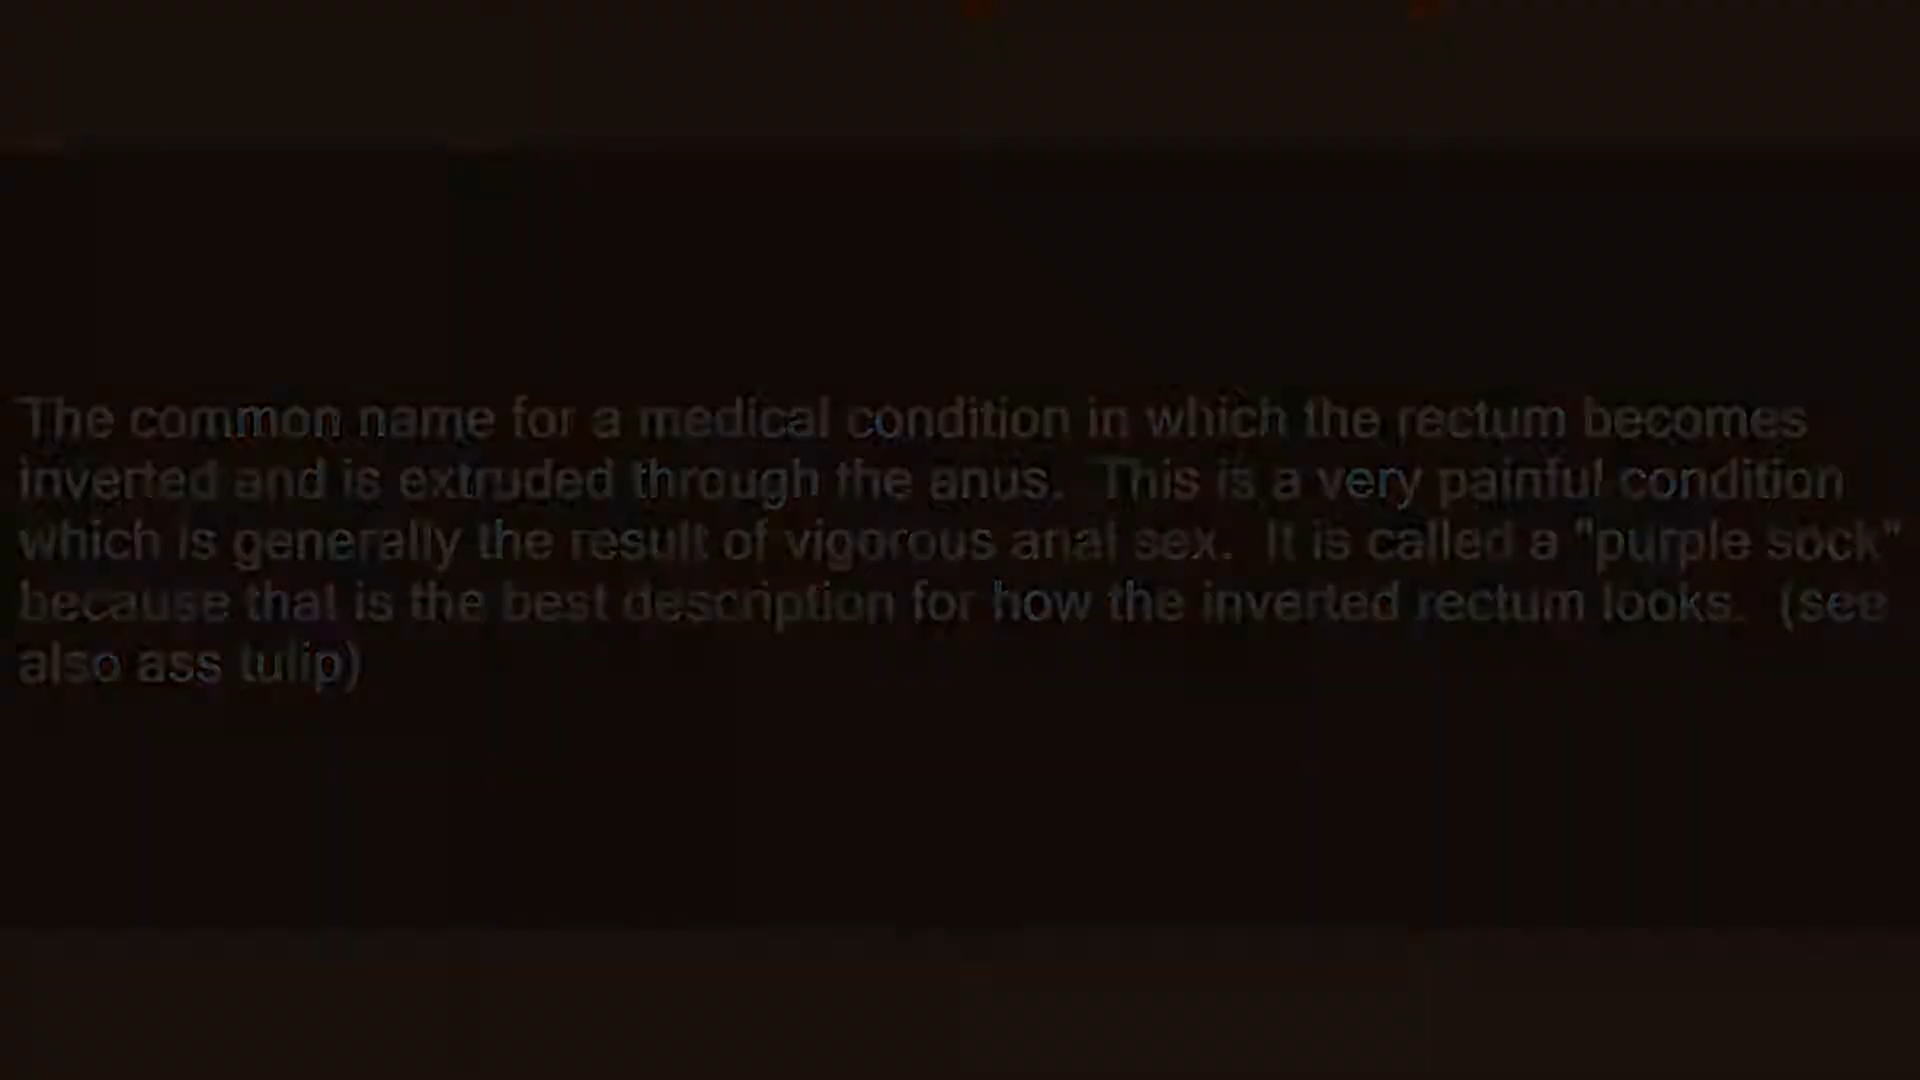 The common name for a medical condition in which the rectum becomes
inverted and is extruded through the anus.  This is a very painful condition
which is generally the result of vigorous anal sex.  It is called a "purple sock"
because that is the best description for how the inverted rectum looks.  (see
also ass tulip)